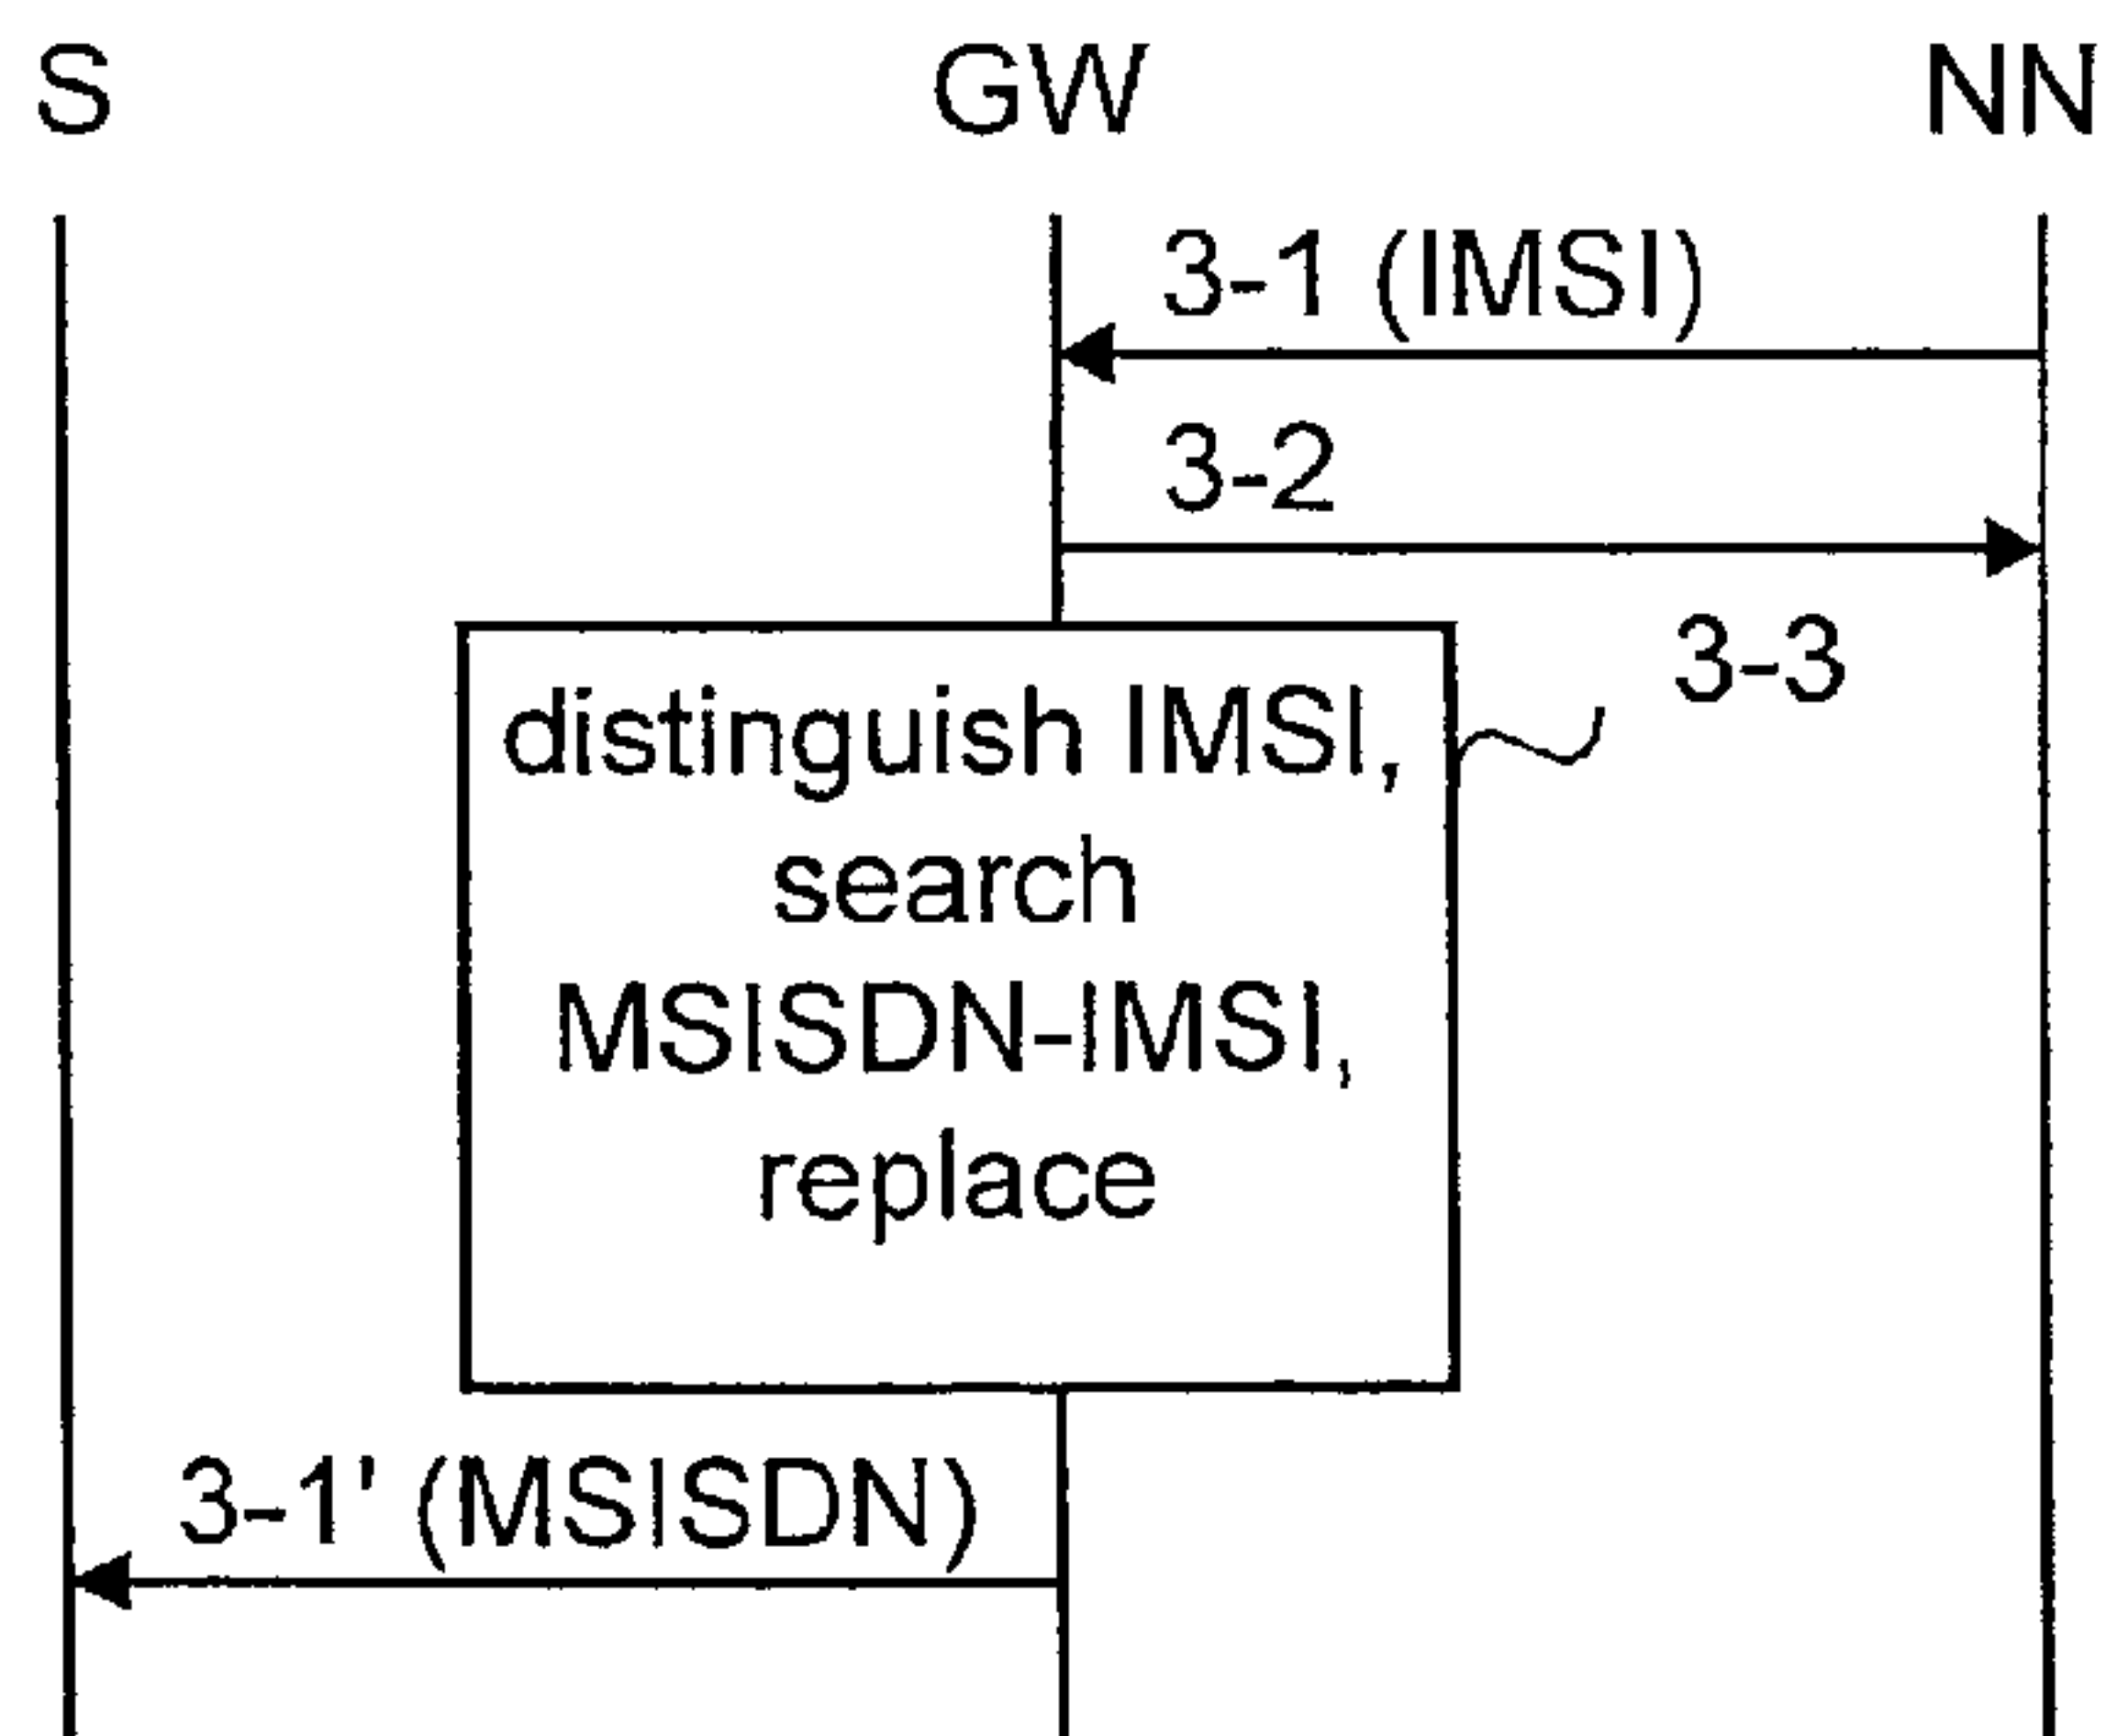 S GW NN
3-1 (IMSI)
3-2
3-3
distinguish IMSI,
search
MSISDN-IMSI,
replace
3-1' (MSISDN)